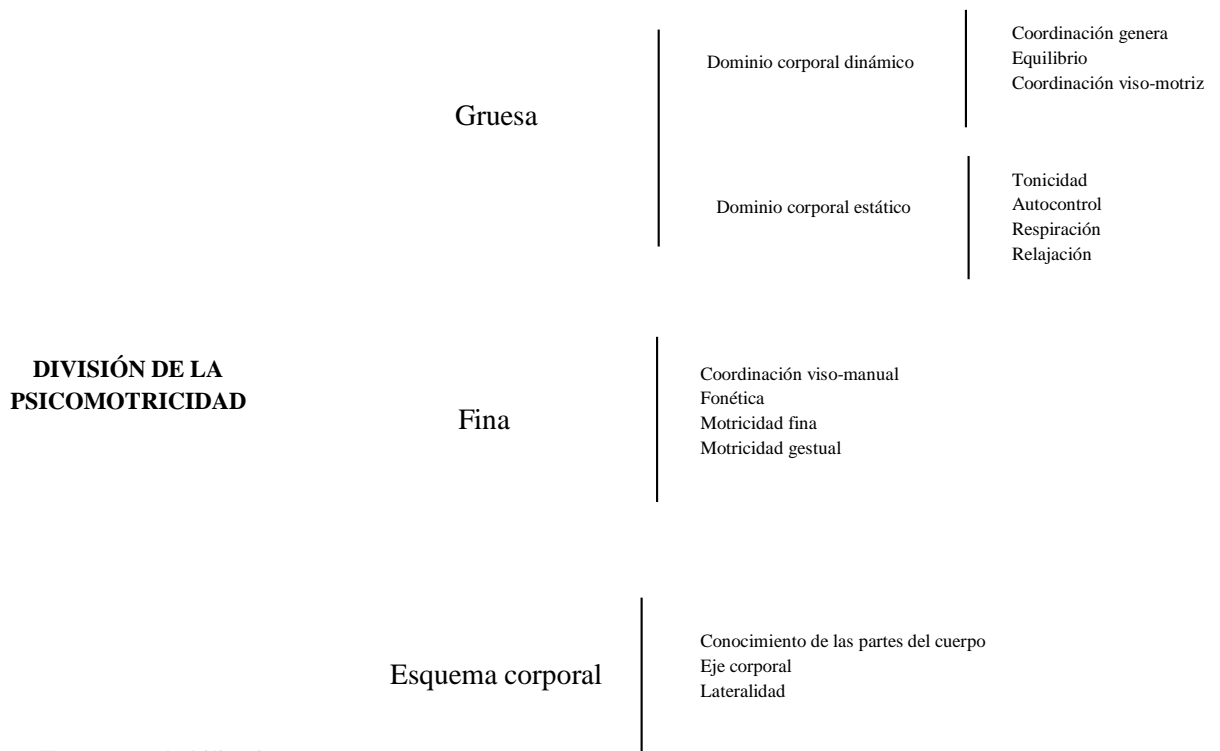 DIVISIÓN DE LA
PSICOMOTRICIDAD
Gruesa
Dominio corporal dinámico
Coordinación genera
Equilibrio
Coordinación viso-motriz
Dominio corporal estático
Tonicidad
Autocontrol
Respiración
Relajación
Fina
Coordinación viso-manual
Fonética
Motricidad fina
Motricidad gestual
Esquema corporal
Conocimiento de las partes del cuerpo
Eje corporal
Lateralidad